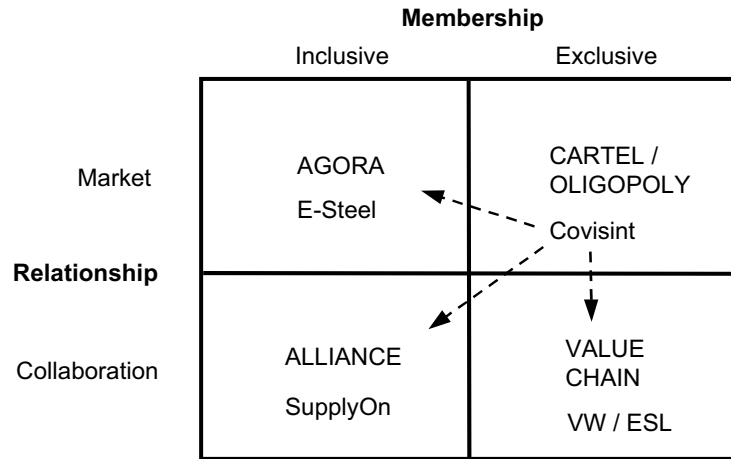 Membership
Inclusive Exclusive
Market
AGORA
E-Steel
CARTEL /
OLIGOPOLY
Covisint
Relationship
Collaboration
ALLIANCE
SupplyOn
VALUE
CHAIN
VW / ESL